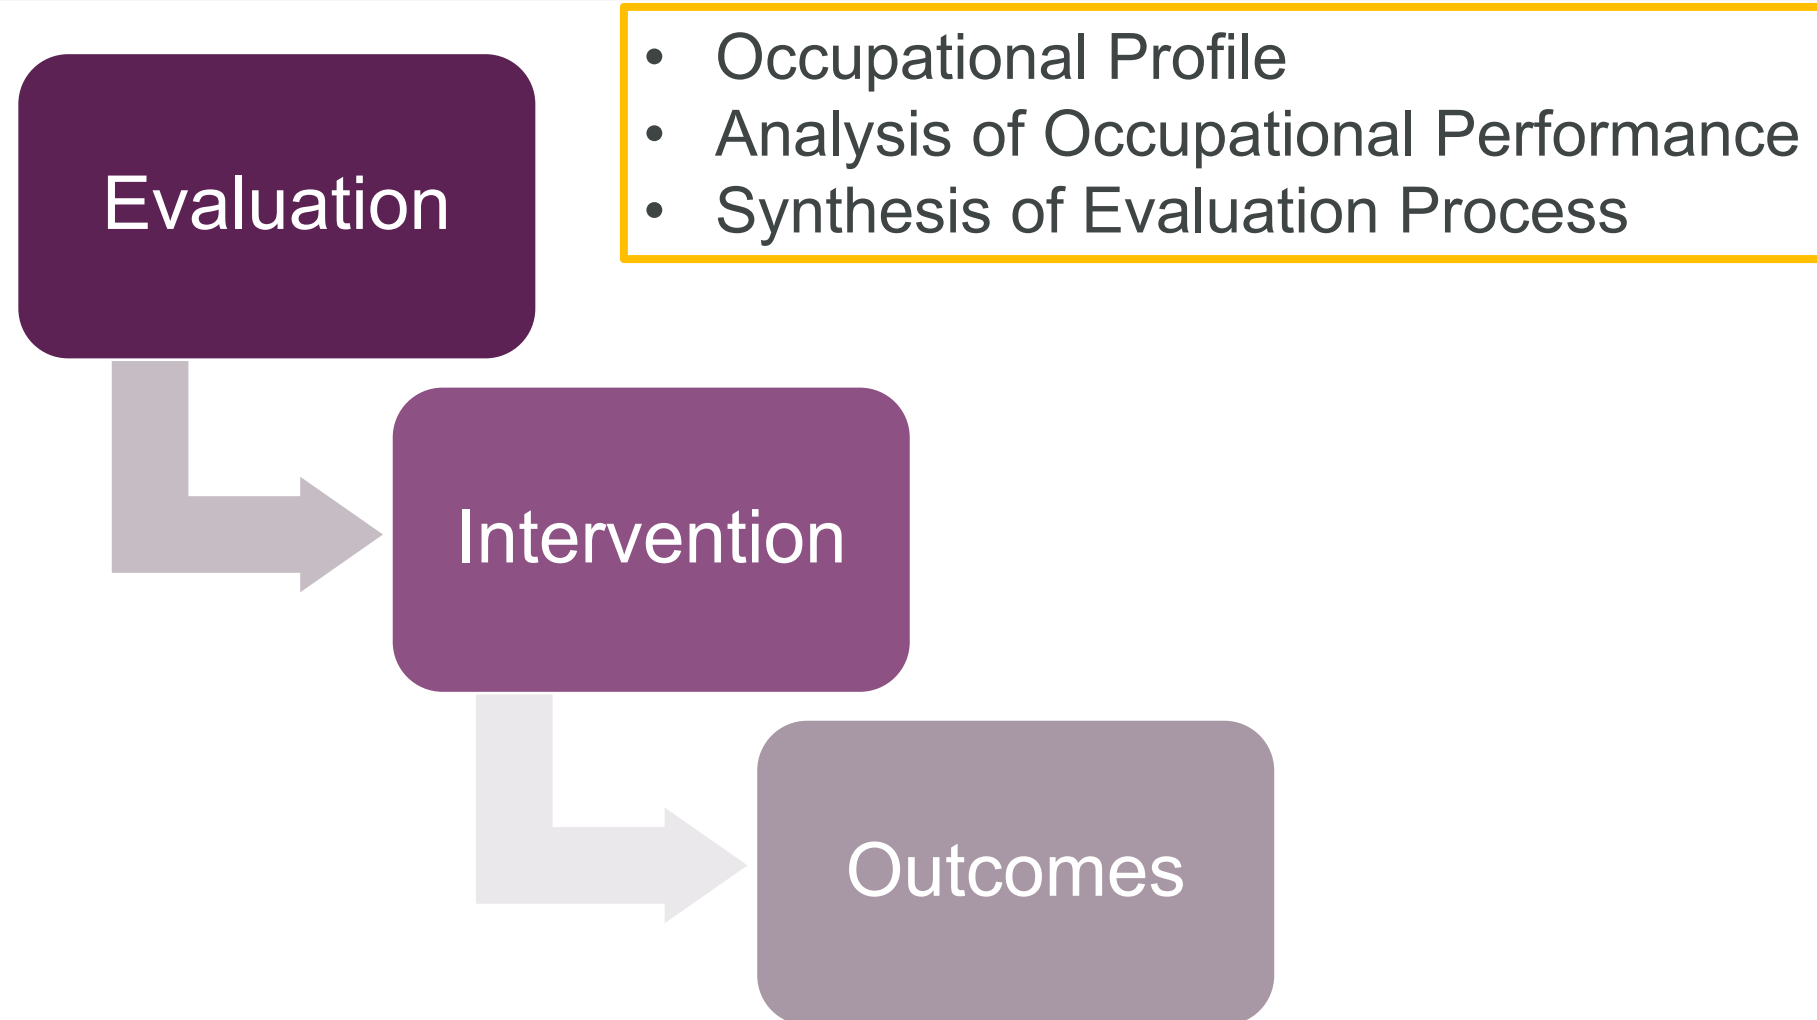 Evaluation
• Occupational Profile
• Analysis of Occupational Performance
• Synthesis of Evaluation Process
Intervention
Outcomes